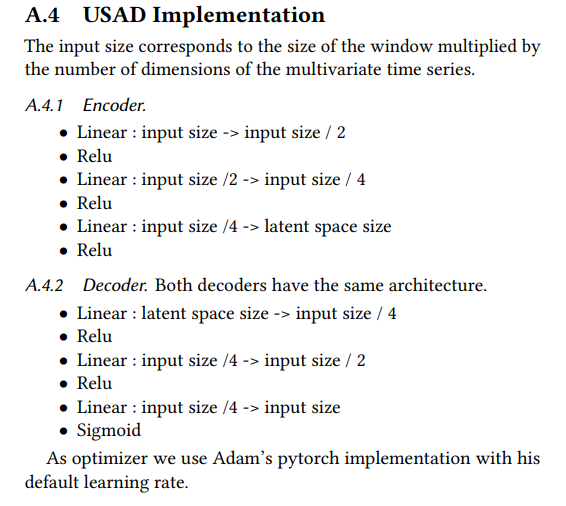 A.4 USAD Implementation
The input size corresponds to the size of the window multiplied by
the number of dimensions of the multivariate time series.
A.4.1 Encoder.
• Linear : input size -> input size / 2
• Relu
• Linear : input size /2 -> input size / 4
• Relu
• Linear : input size /4 -> latent space size
• Relu
A.4.2 Decoder. Both decoders have the same architecture.
• Linear : latent space size -> input size / 4
• Relu
• Linear : input size /4 -> input size / 2
• Relu
• Linear : input size /4 -> input size
• Sigmoid
As optimizer we use Adam's pytorch implementation with his
default learning rate.